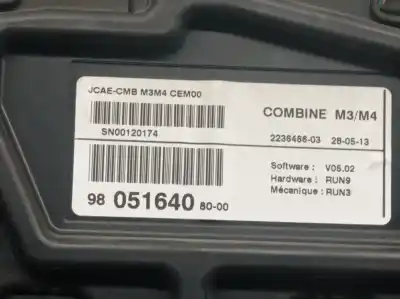 JCAE-CMB M3M4 CEM00
SN00120174
COMBINE M3/M4
2236486-03 28-05-13
Software : V05.02
Hardware : RUN9
Mécanique : RUN3
98 051640 80-00